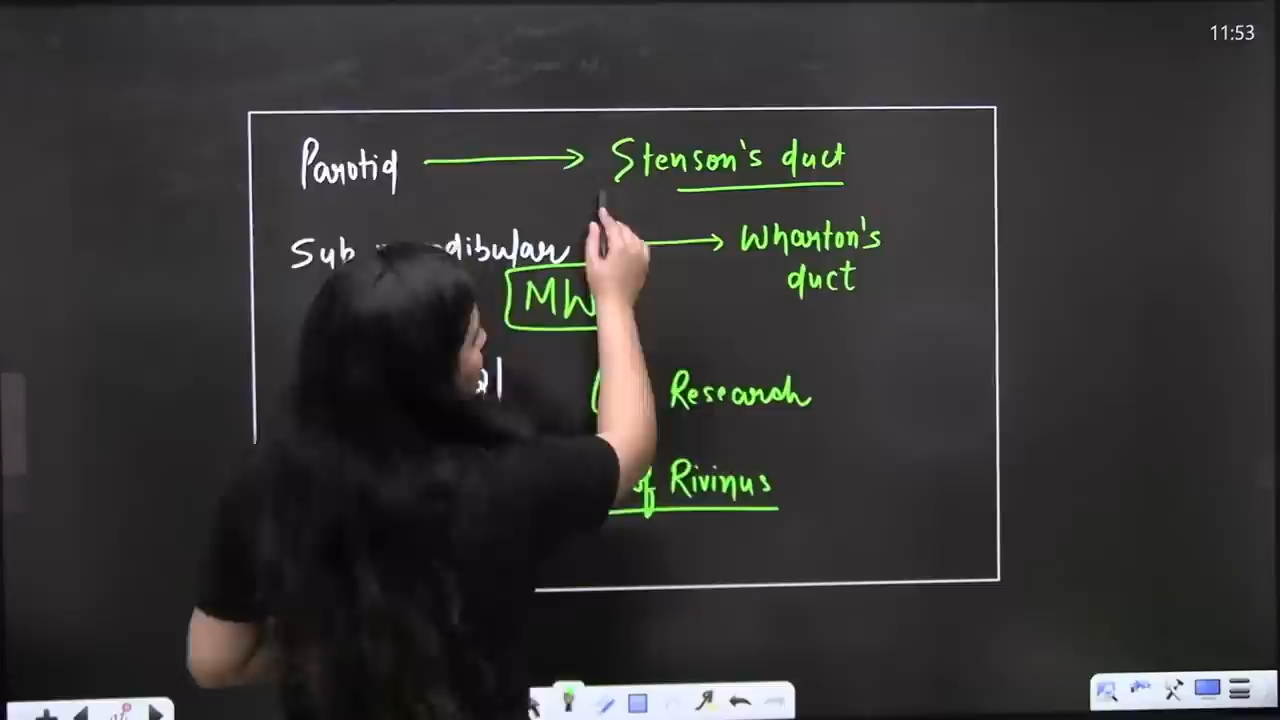 11:53
Parotid → Stenson's duct
Sub dibular → Wharton's
duct
MW
Research
of Rivinus